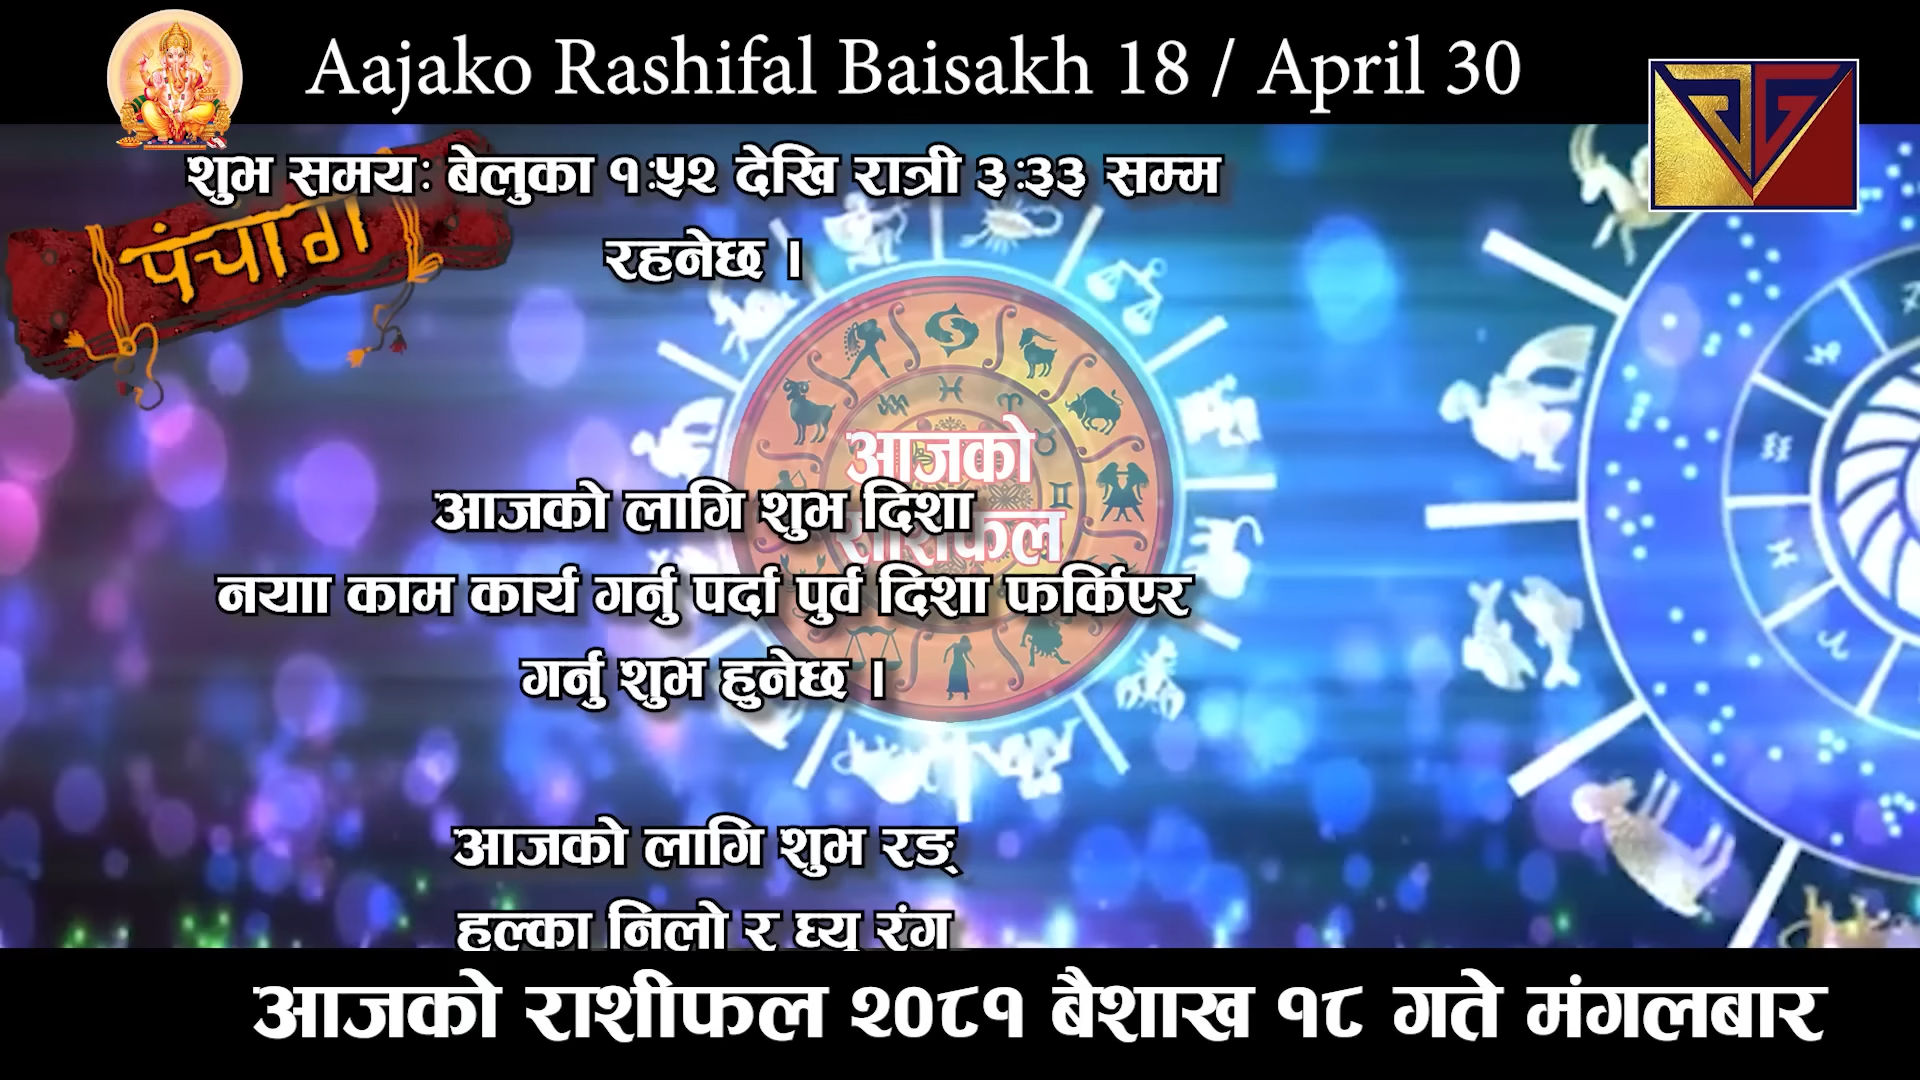 Aajako Rashifal Baisakh 18 / April 30
शुभ समयः बेलुका १ः५२ देखि रात्री ३ः३३ सम्म
रहनेछ ।
पंचांग
आजको
राशिफल
आजको लागि शुभ दिशा
नयाा काम कार्य गर्नु पर्दा पुर्व दिशा फर्किएर
गर्नु शुभ हुनेछ ।
आजको लागि शुभ रङ्
हल्का निलो र घ्यू रंग
आजको राशीफल २०८१ बैशाख १८ गते मंगलबार